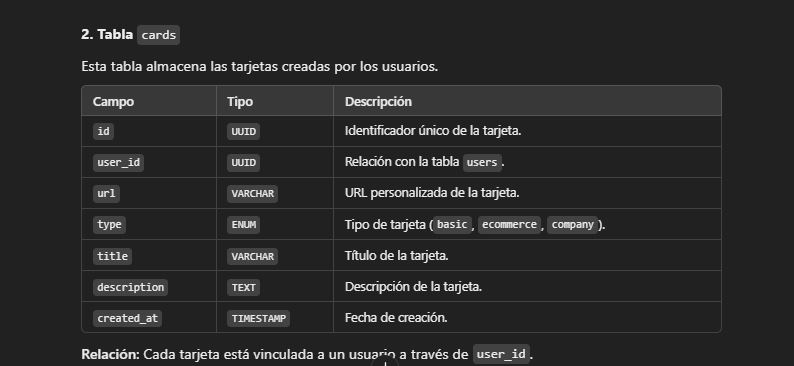 2. Tabla cards
Esta tabla almacena las tarjetas creadas por los usuarios.
Campo Tipo Descripción
id UUID Identificador único de la tarjeta.
user_id UUID Relación con la tabla users.
url VARCHAR URL personalizada de la tarjeta.
type ENUM Tipo de tarjeta (basic, ecommerce, company).
title VARCHAR Título de la tarjeta.
description TEXT Descripción de la tarjeta.
created_at TIMESTAMP Fecha de creación.
Relación: Cada tarjeta está vinculada a un usuario a través de user_id.